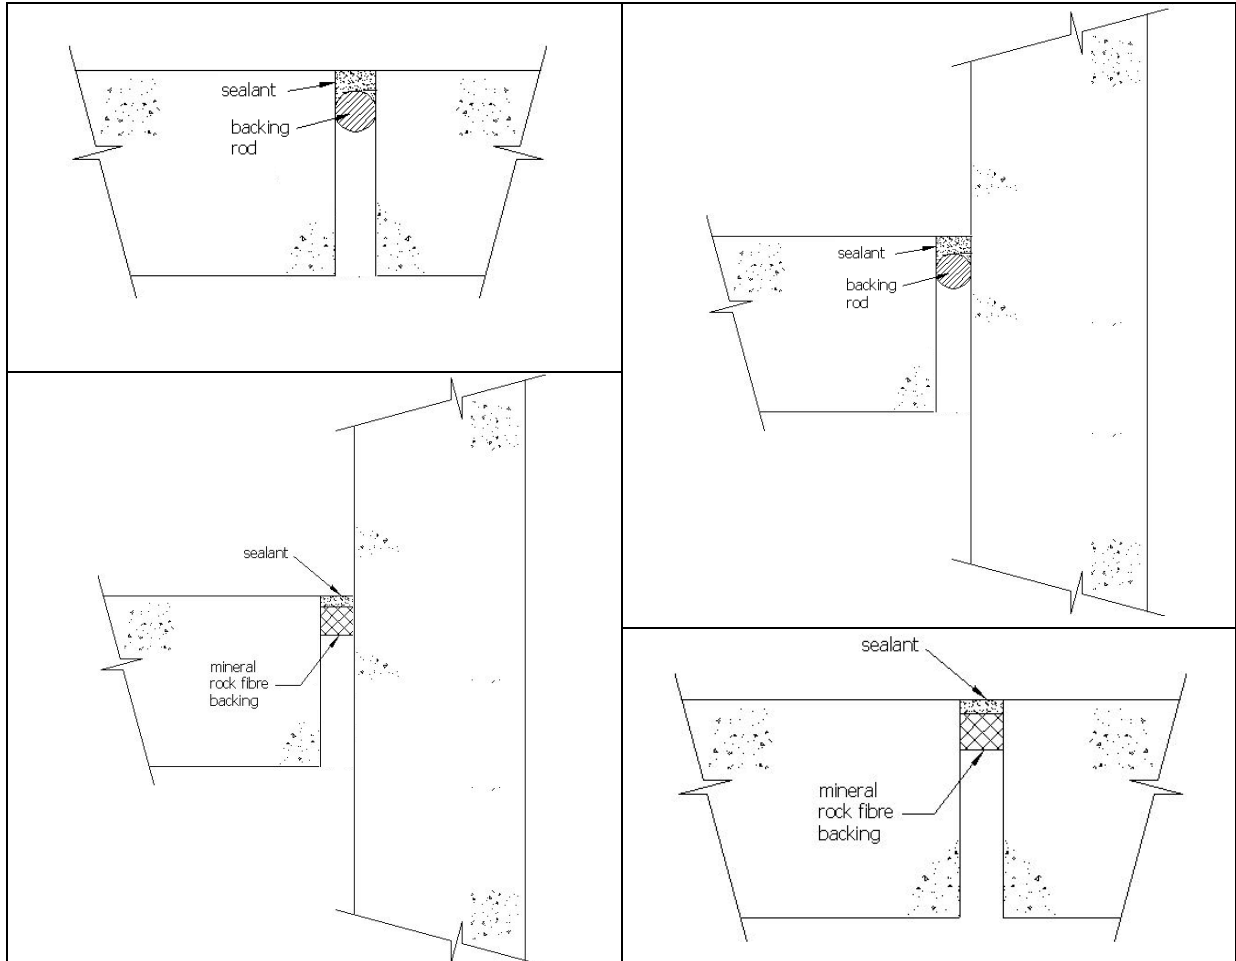 sealant
backing
rod
sealant
backing
rod
sealant
mineral
rock fibre
backing
sealant
mineral
rock fibre
backing